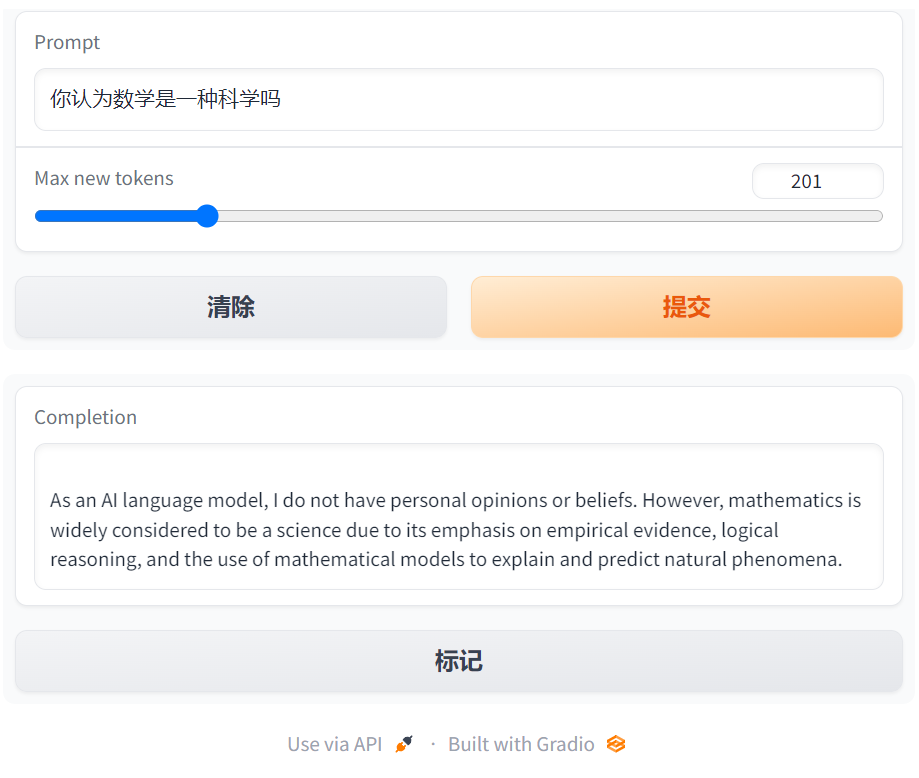 Prompt
你认为数学是一种科学吗
Max new tokens
201
清除
提交
Completion
As an AI language model, I do not have personal opinions or beliefs. However, mathematics is
widely considered to be a science due to its emphasis on empirical evidence, logical
reasoning, and the use of mathematical models to explain and predict natural phenomena.
标记
Use via API · Built with Gradio